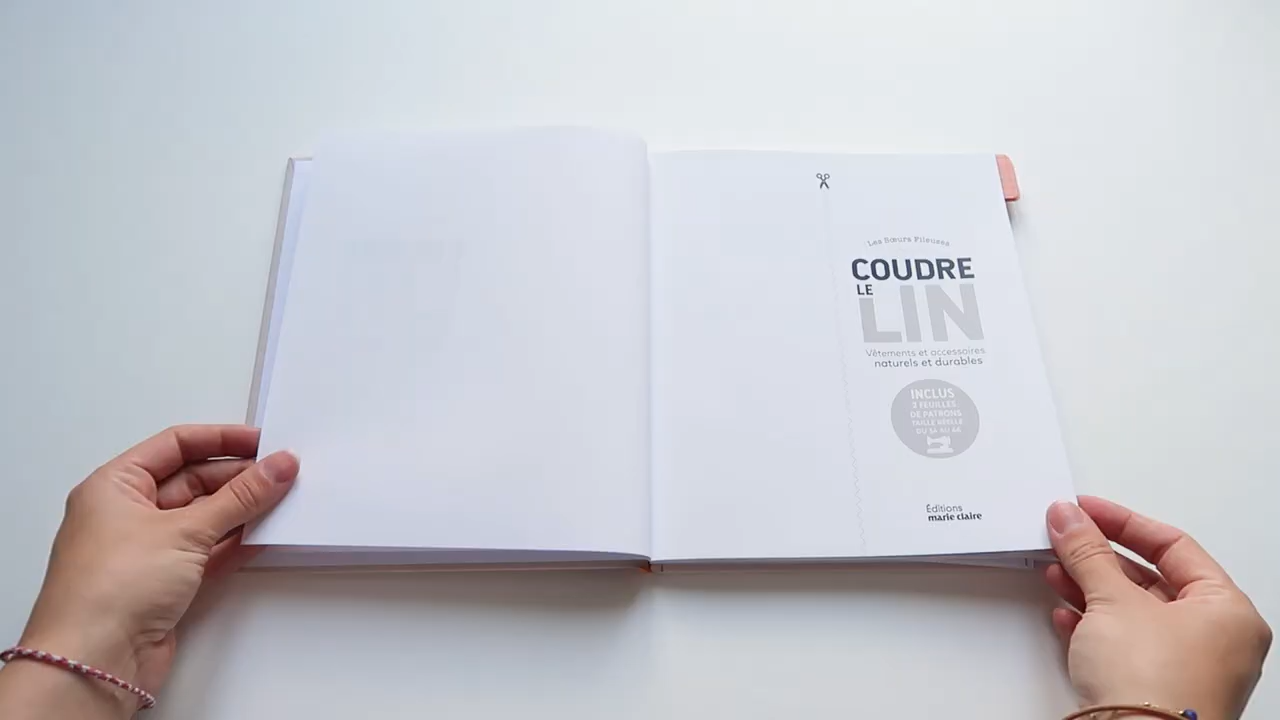 Les Sœurs Fileuses
COUDRE
LE LIN
Vêtements et accessoires
naturels et durables
INCLUS
2 FEUILLES
DE PATRONS
TAILLE RÉELLE
DU 34 AU 46
Éditions
marie claire